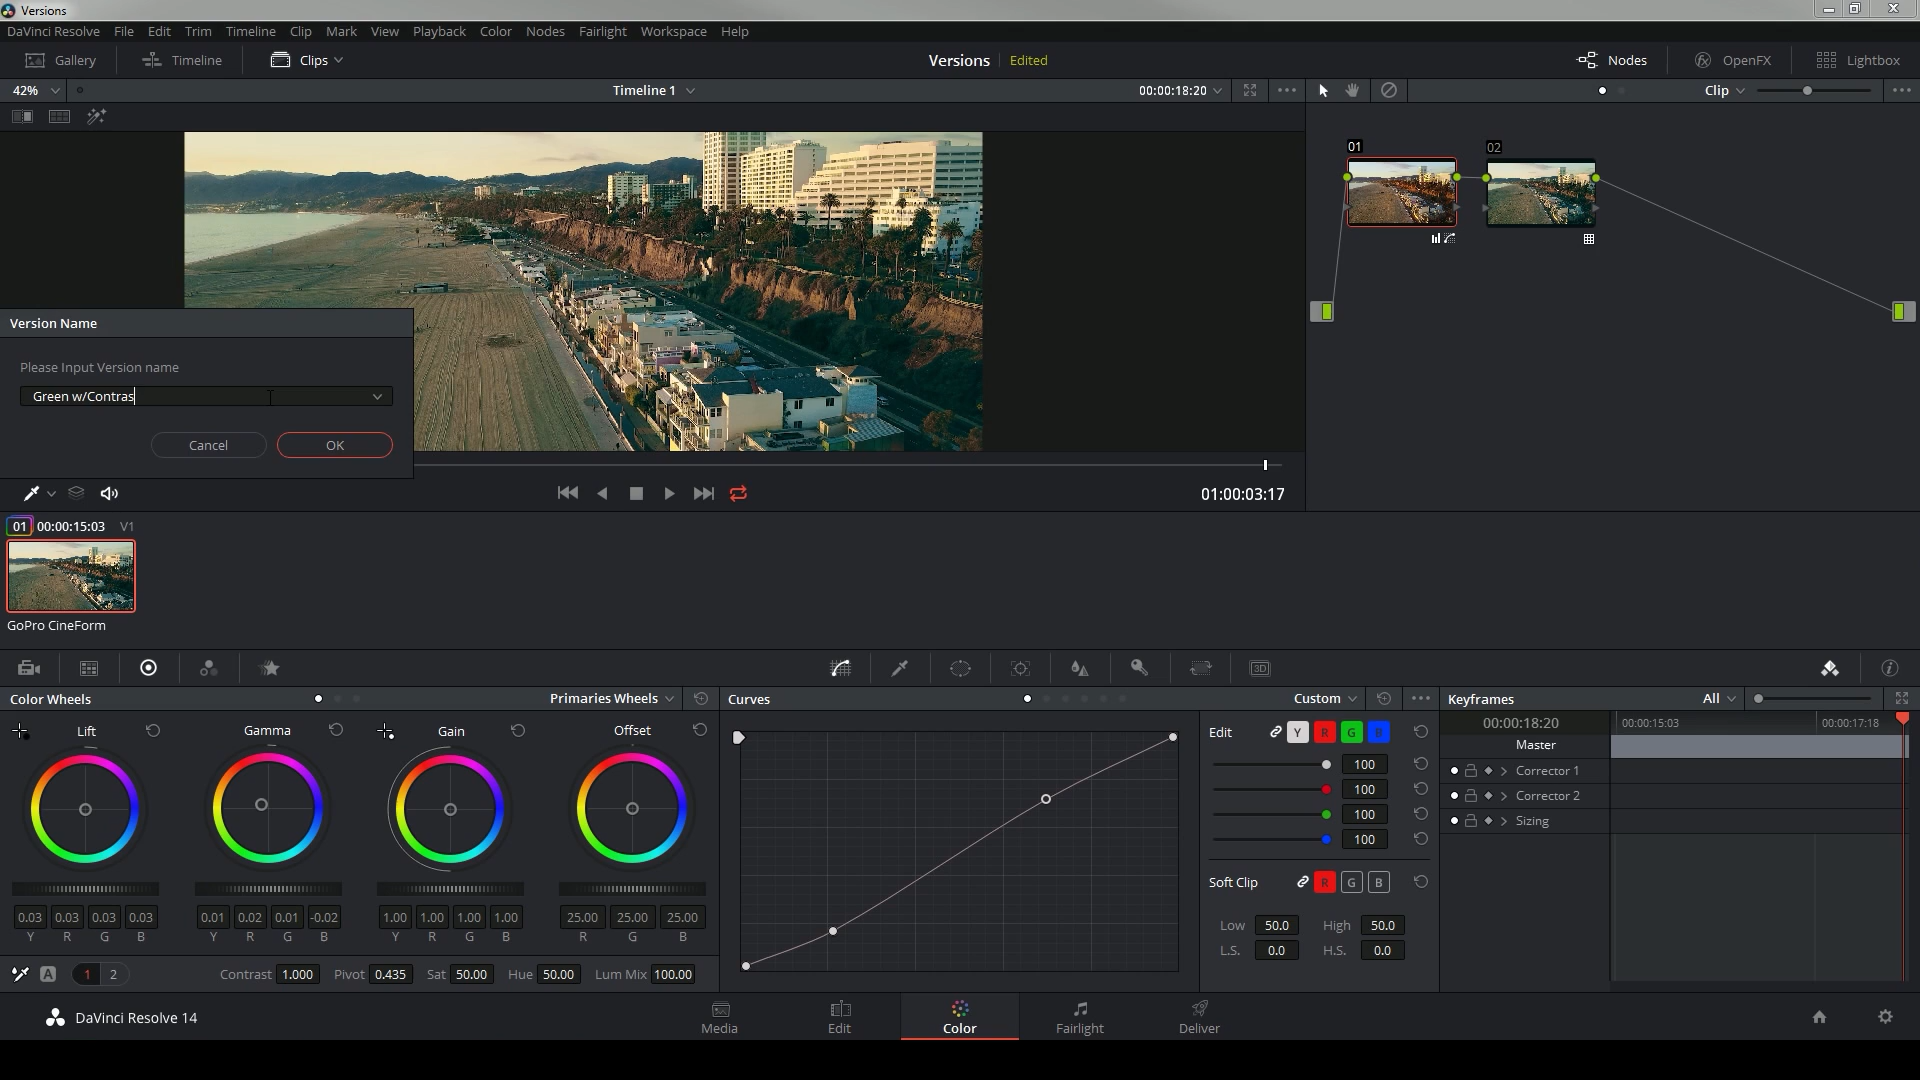 Versions
DaVinci Resolve File Edit Trim Timeline Clip Mark View Playback Color Nodes Fairlight Workspace Help
Gallery Timeline Clips Versions Edited Nodes OpenFX Lightbox
42% Timeline 1 00:00:18:20 Clip
01 02
Version Name
Please Input Version name
Green w/Contras
Cancel OK
01:00:03:17
01 00:00:15:03 V1
GoPro CineForm
3D
Color Wheels Primaries Wheels Curves Custom Keyframes All
Lift Gamma Gain Offset
Edit Y R G B
00:00:18:20 00:00:15:03 00:00:17:18
Master
100 Corrector 1
100 Corrector 2
100 Sizing
100
Soft Clip R G B
0.03 0.03 0.03 0.03 0.01 0.02 0.01 -0.02 1.00 1.00 1.00 1.00 25.00 25.00 25.00
Y R G B Y R G B Y R G B R G B
Low 50.0 High 50.0
L.S. 0.0 H.S. 0.0
A 1 2 Contrast 1.000 Pivot 0.435 Sat 50.00 Hue 50.00 Lum Mix 100.00
DaVinci Resolve 14
Media Edit Color Fairlight Deliver